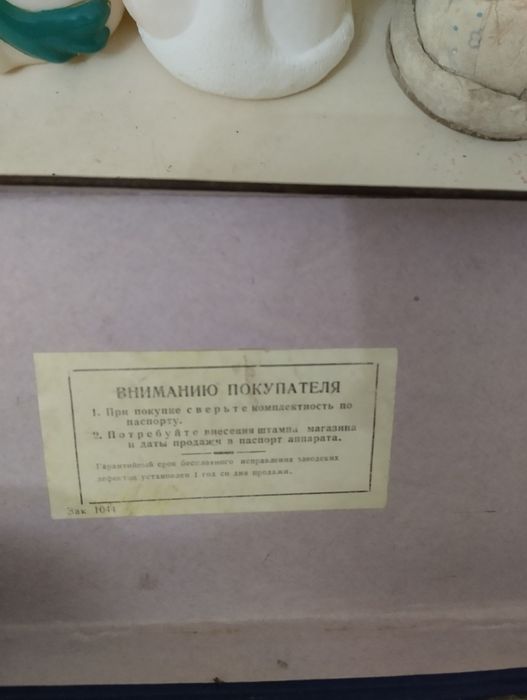 ВНИМАНИЮ ПОКУПАТЕЛЯ
1. При покупке сверьте комплектность по
паспорту.
2. Потребуйте внесения штампа магазина
и даты продажи в паспорт аппарата.
Гарантийный срок бесплатного исправления заводских
дефектов установлен 1 год со дня продажи.
Зак. 1044